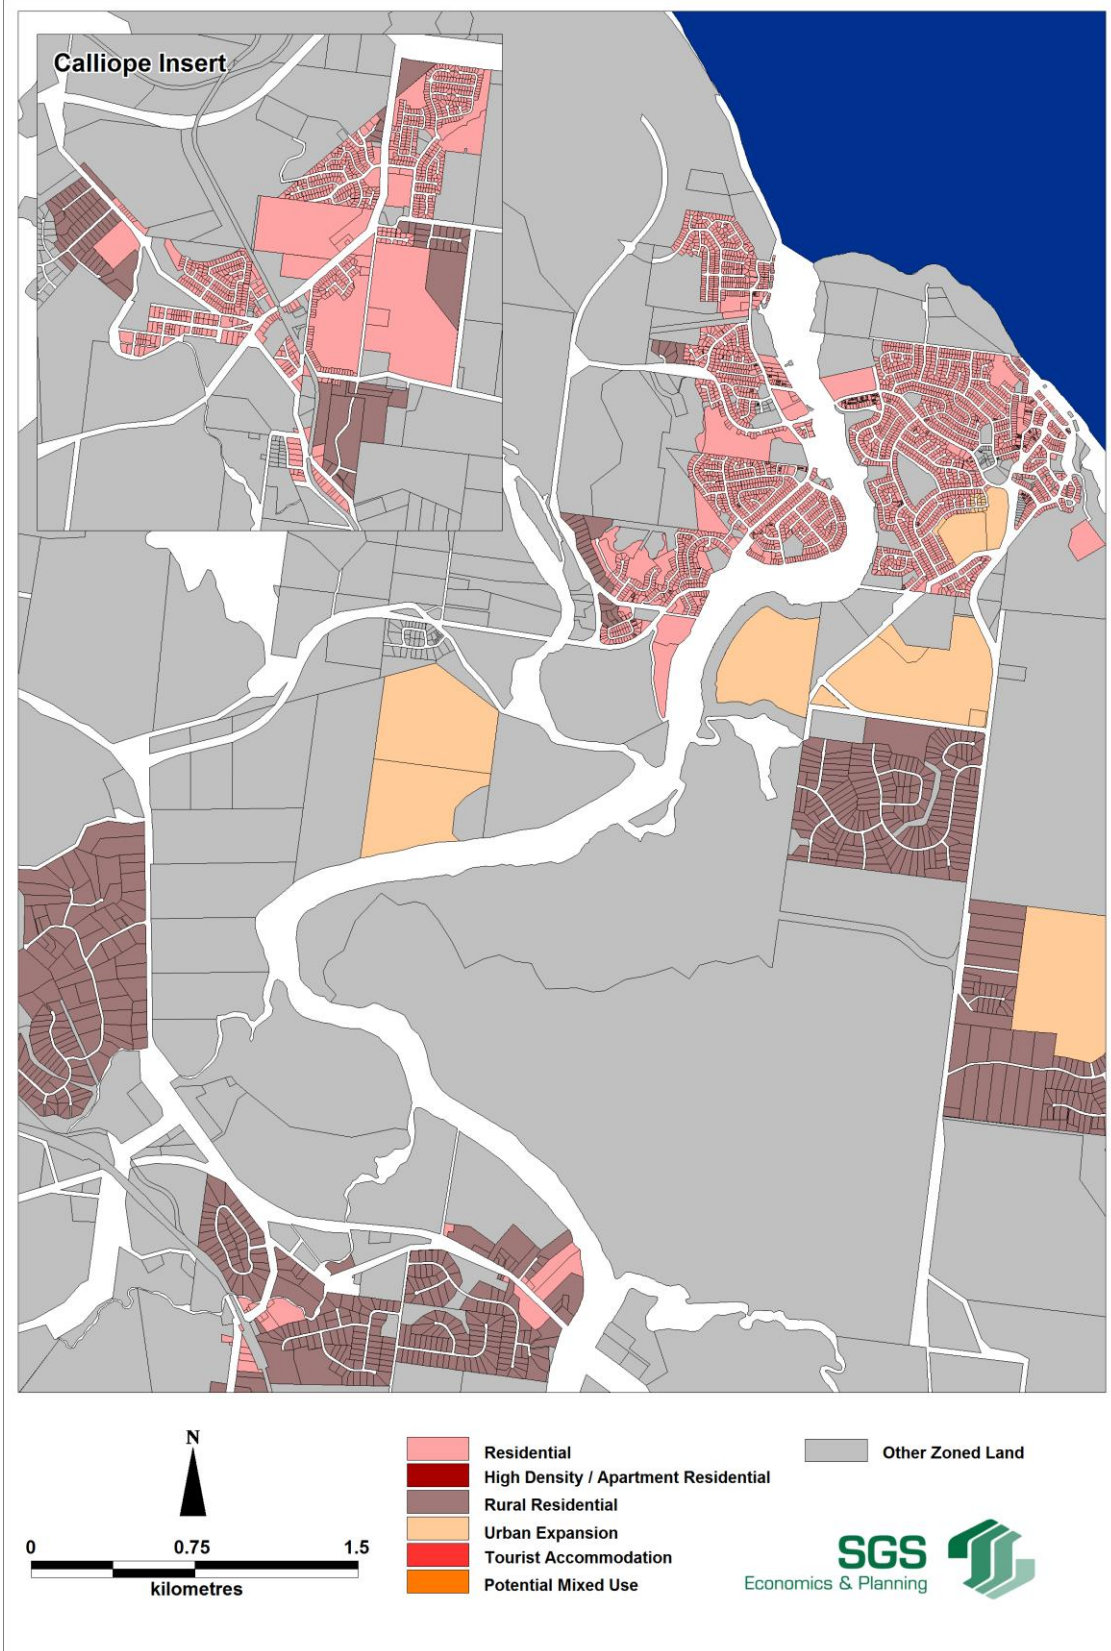 Calliope Insert
N
0 0.75 1.5
kilometres
Residential
High Density / Apartment Residential
Rural Residential
Urban Expansion
Tourist Accommodation
Potential Mixed Use
Other Zoned Land
SGS
Economics & Planning